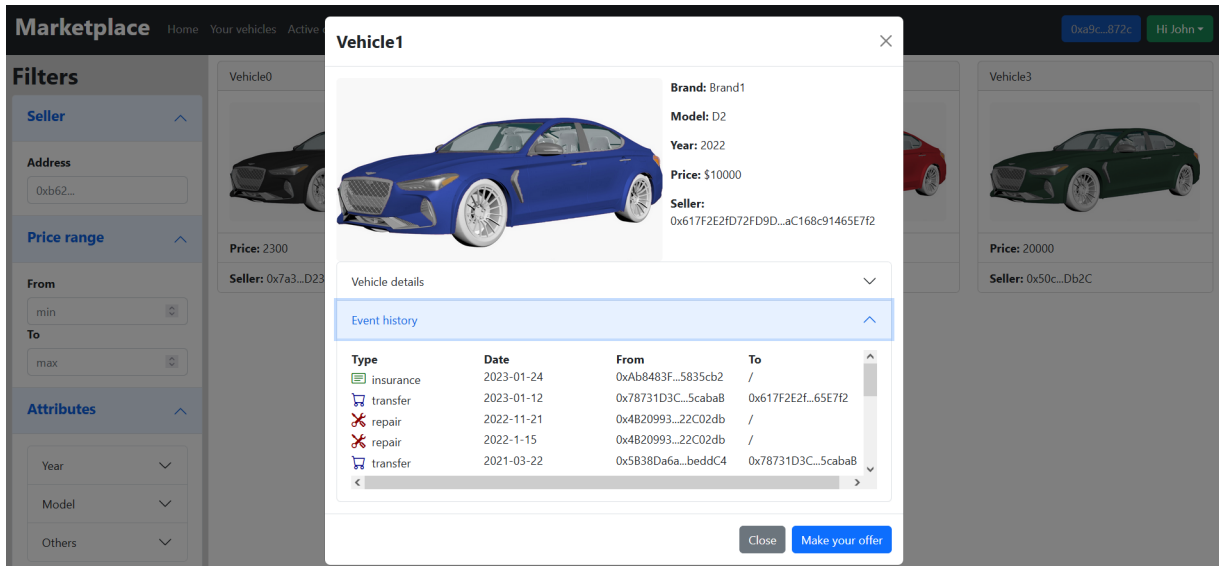 Marketplace Home Your vehicles Active 0xa9c...872c Hi John
Filters
Seller
Address
0xb62...
Price range
From
min
To
max
Attributes
Year
Model
Others
Vehicle0
Price: 2300
Seller: 0x7a3...D23
Vehicle1
Brand: Brand1
Model: D2
Year: 2022
Price: $10000
Seller:
0x617F2E2fD72FD9D...aC168c91465E7f2
Vehicle details
Event history
Type Date From To
insurance 2023-01-24 0xAb8483F...5835cb2 /
transfer 2023-01-12 0x78731D3C...5cabaB 0x617F2E2f...65E7f2
repair 2022-11-21 0x4B20993...22C02db /
repair 2022-1-15 0x4B20993...22C02db /
transfer 2021-03-22 0x5B38Da6a...beddC4 0x78731D3C...5cabaB
Close Make your offer
Vehicle3
Price: 20000
Seller: 0x50c...Db2C